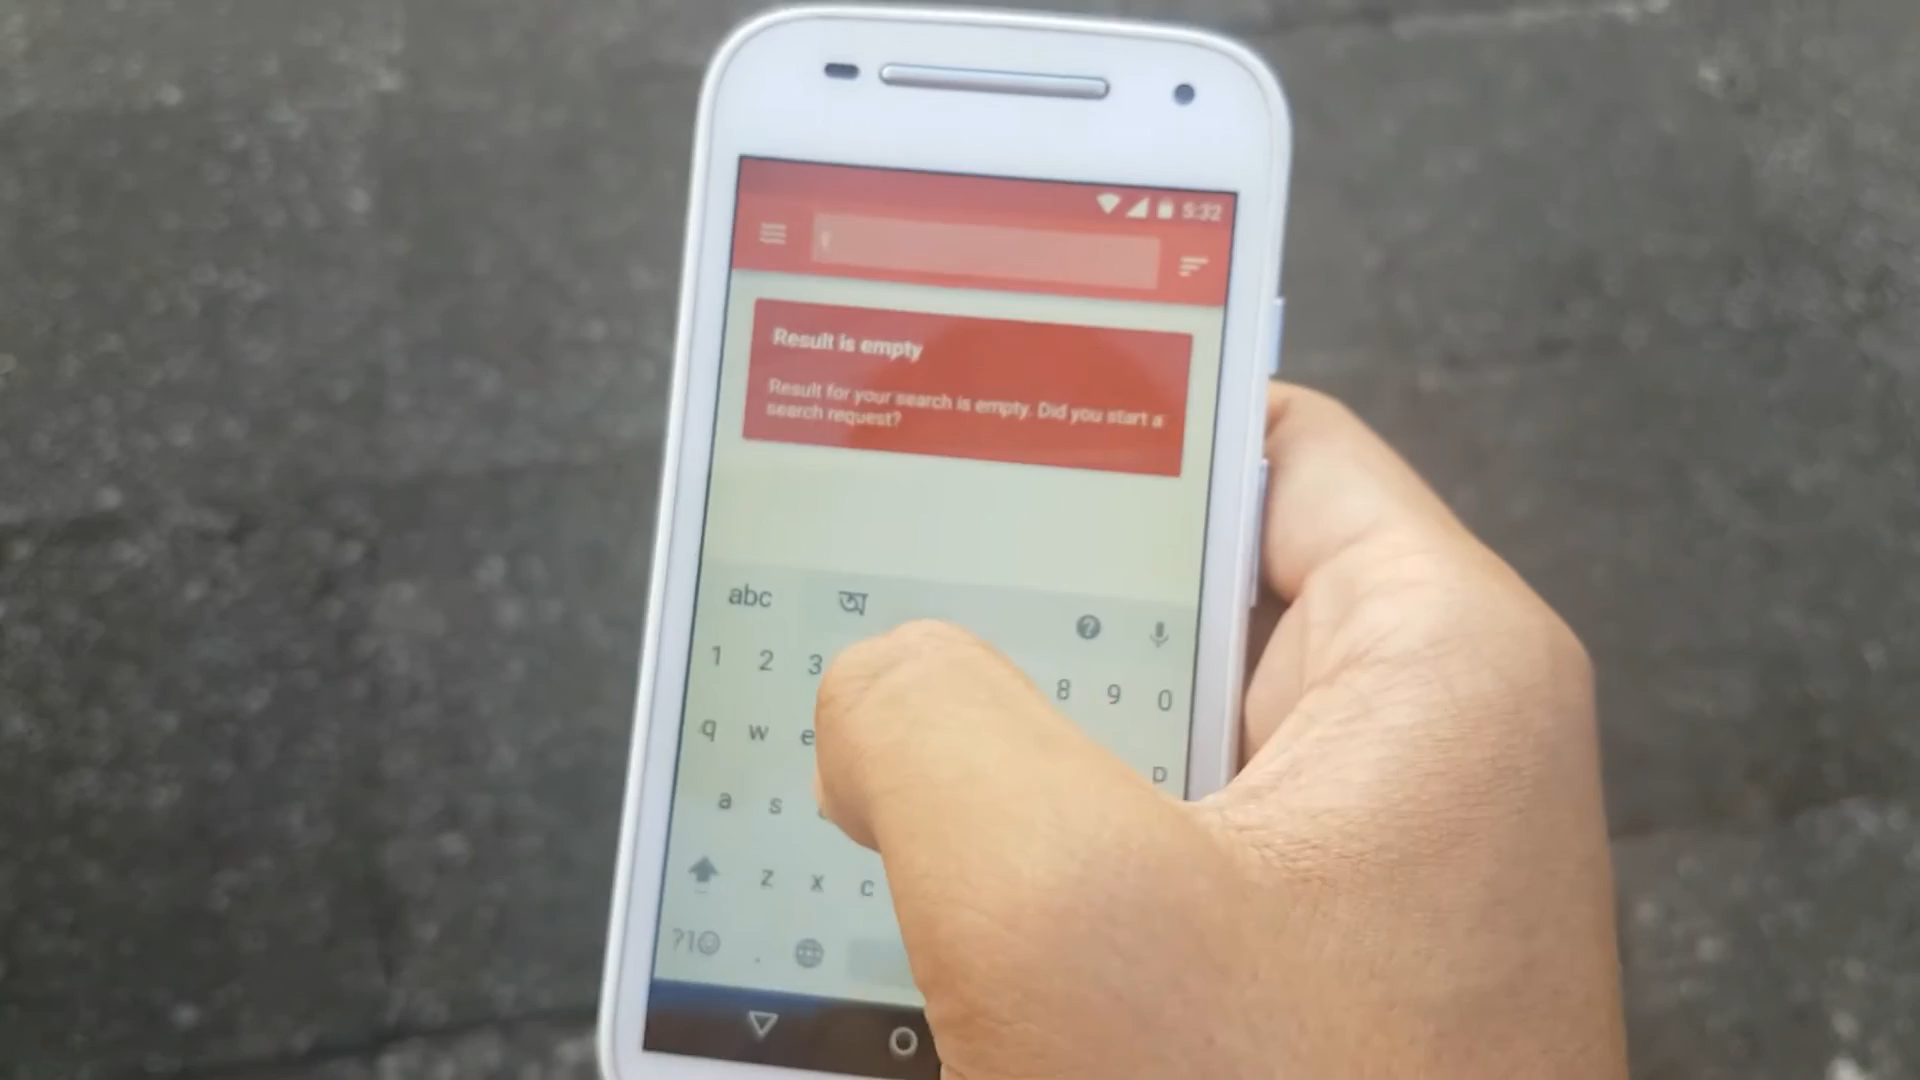 5:32
Result is empty
Result for your search is empty. Did you start a
search request?
abc অ
1 2 3 8 9 0
q w e
a s
z x c
?1☺ .